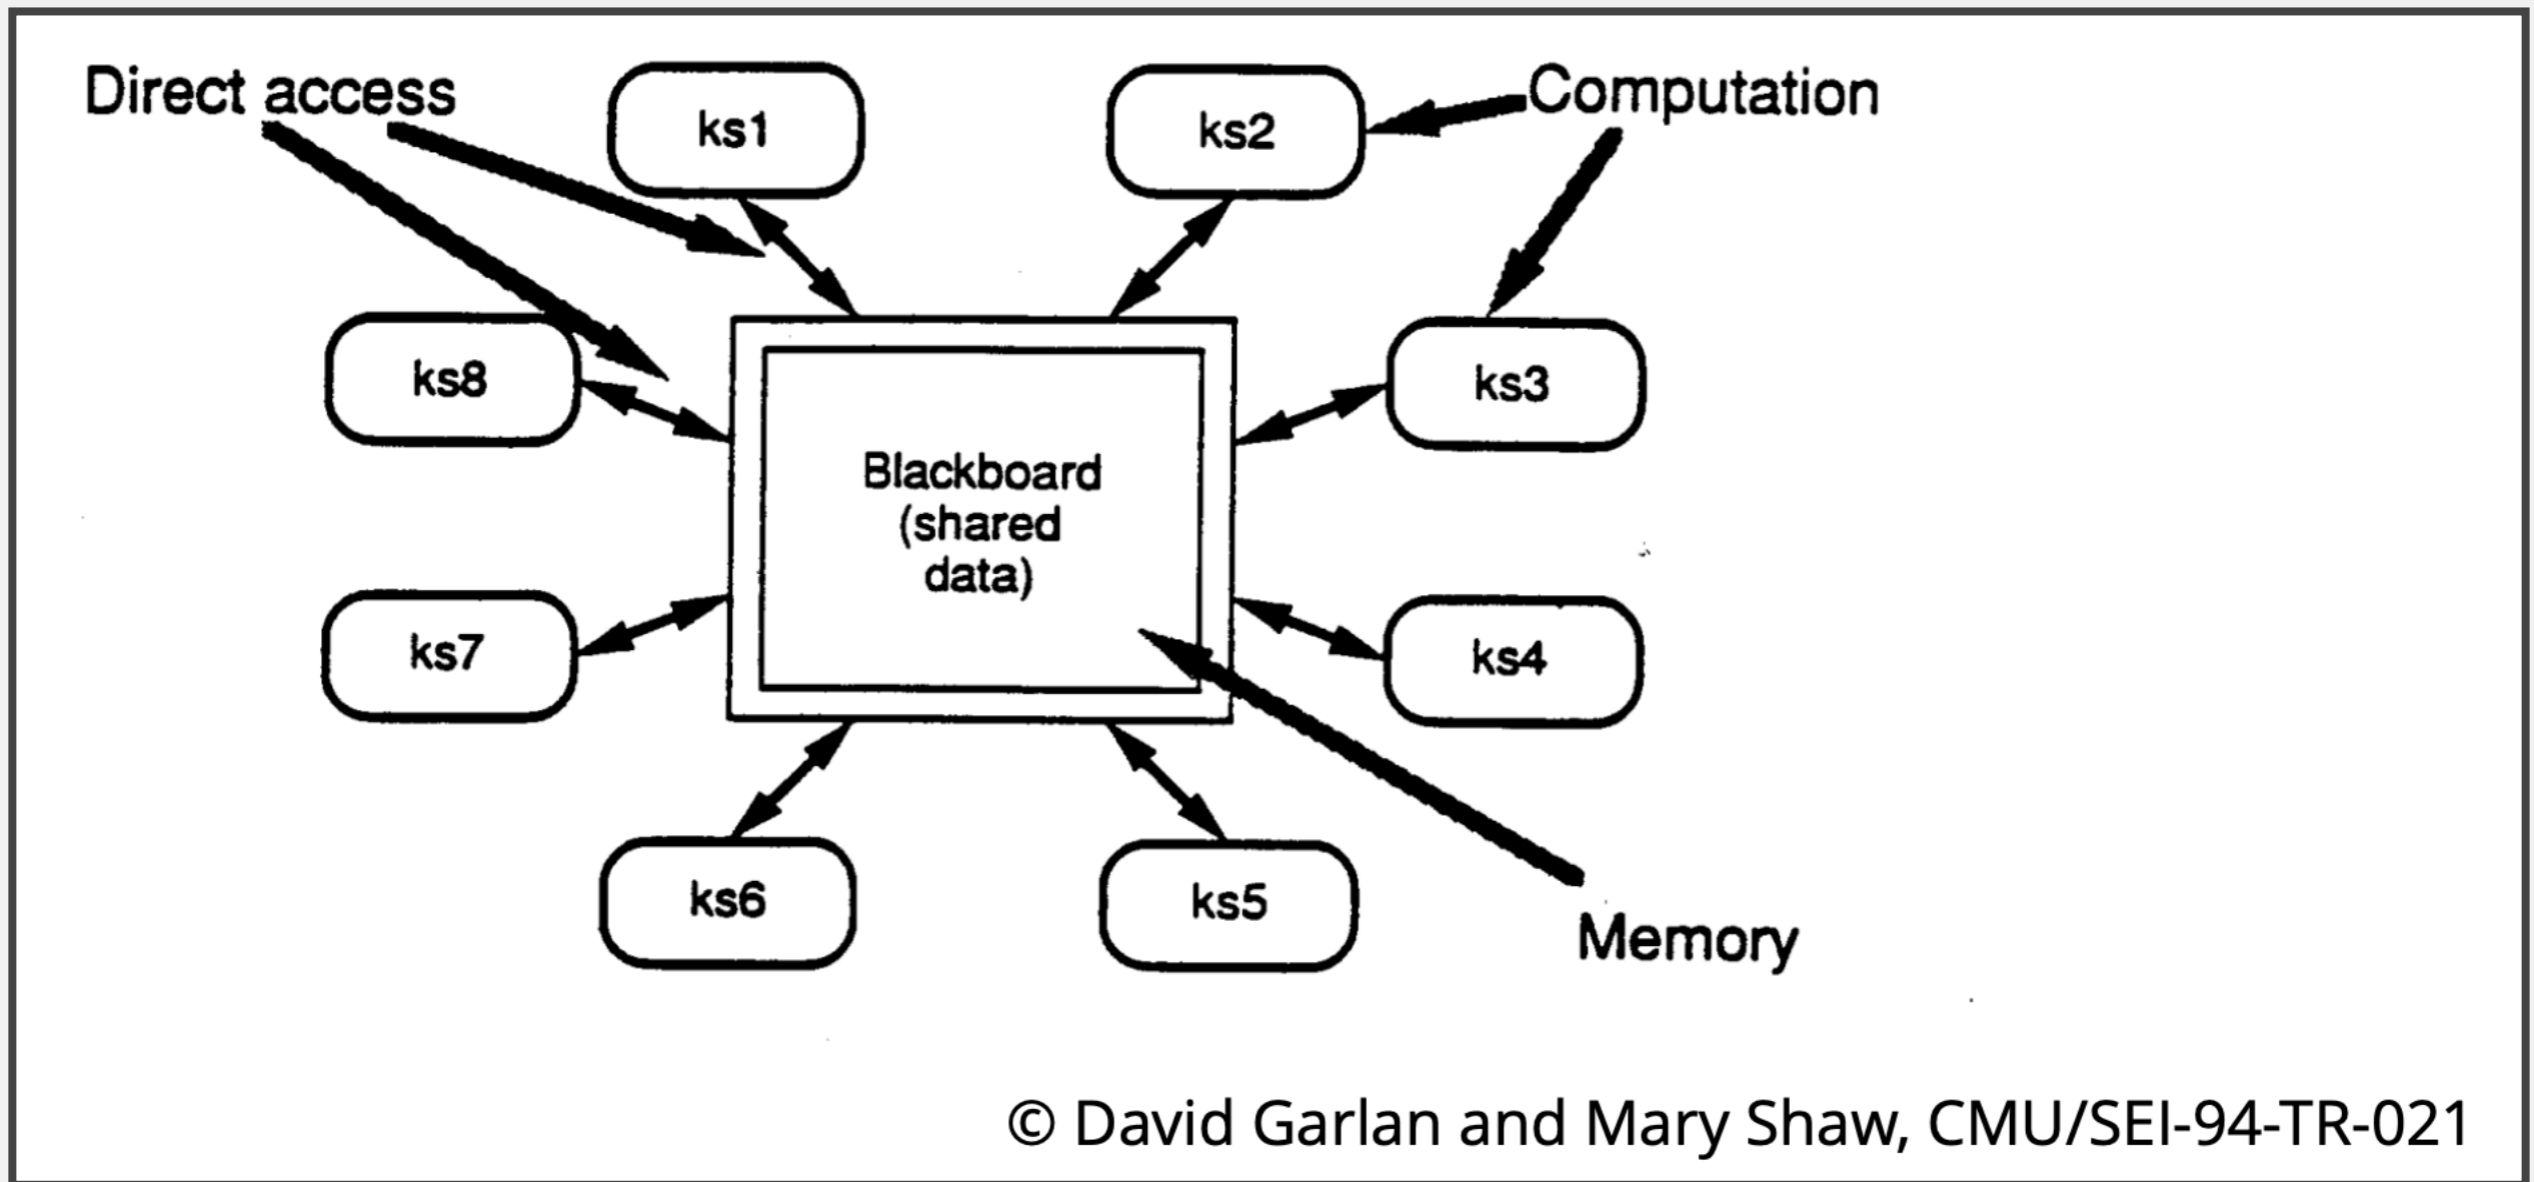 Direct access
ks1
ks2
Computation
ks8
ks3
Blackboard
(shared
data)
ks7
ks4
ks6
ks5
Memory
© David Garlan and Mary Shaw, CMU/SEI-94-TR-021